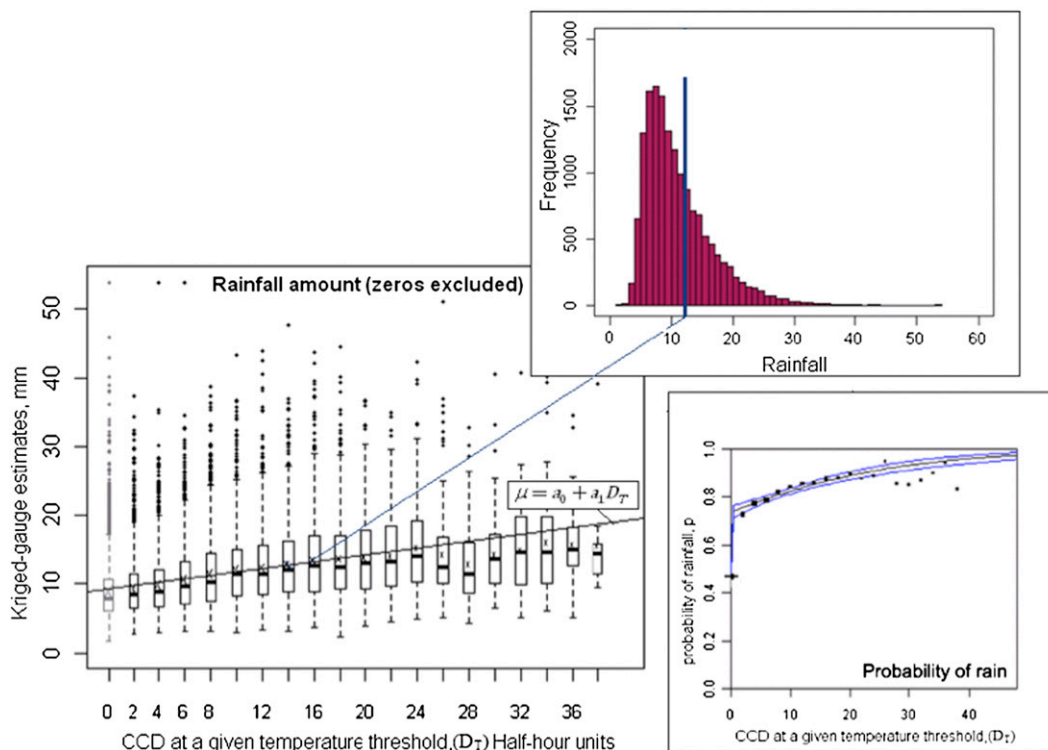 2000
1500
1000
500
0
Frequency
0 10 20 30 40 50 60
Rainfall
Rainfall amount (zeros excluded)
50
40
30
20
10
0
Kriged-gauge estimates, mm
μ = a₀ + a₁D_T
0 2 4 6 8 12 16 20 24 28 32 36
CCD at a given temperature threshold,(D_T) Half-hour units
1.0
0.8
0.6
0.4
0.2
0.0
probability of rainfall, p
Probability of rain
0 10 20 30 40
CCD at a given temperature threshold,(D_T)